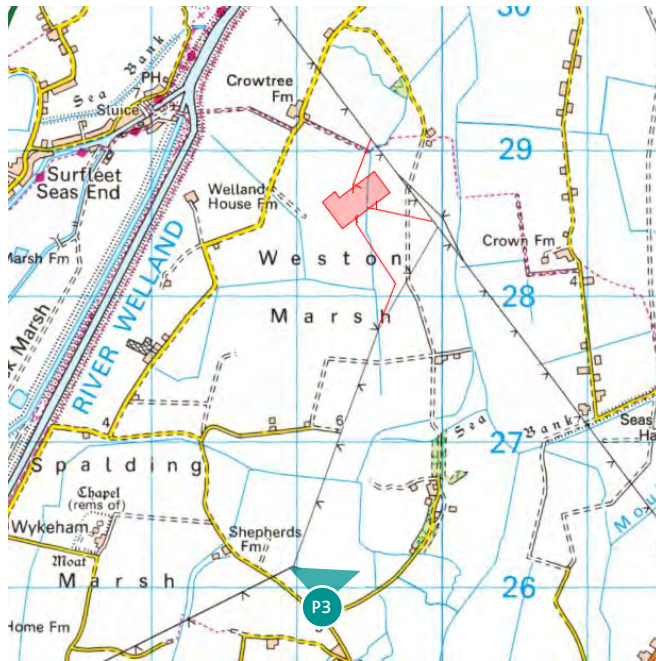 30
Sea Bank
PH
Sluice
Crowtree
Fm
29
Surfleet
Seas End
Welland
House Fm
Marsh Fm
Weston
Crown Fm
4
28
Marsh
k Marsh
RIVER WELLAND
4
6
Sea Bank
Seas
Ha
27
Spalding
Chapel
(rems of)
Wykeham
Moat
Shepherds
Fm
Mou
Marsh
26
P3
Home Fm